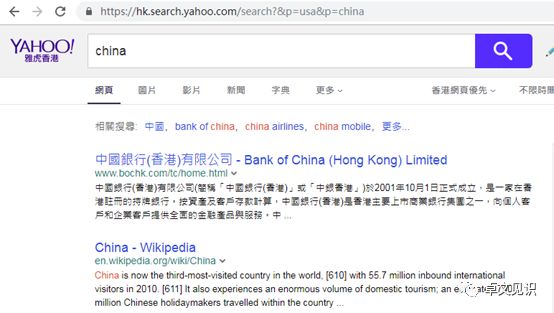 https://hk.search.yahoo.com/search?&p=usa&p=china
YAHOO!
雅虎香港
china
網頁 圖片 影片 新聞 字典 更多 香港網頁優先 不限時間
相關搜尋: 中國, bank of china, china airlines, china mobile, 更多...
中國銀行(香港)有限公司 - Bank of China (Hong Kong) Limited
www.bochk.com/tc/home.html
中國銀行(香港)有限公司(簡稱「中國銀行(香港)」或「中銀香港」)於2001年10月1日正式成立，是一家在
香港註冊的持牌銀行。按資產及客戶存款計算，中國銀行(香港)是香港主要上市商業銀行集團之一，向個人客
戶和企業客戶提供全面的金融產品與服務。中 ...
China - Wikipedia
en.wikipedia.org/wiki/China
China is now the third-most-visited country in the world, [610] with 55.7 million inbound international
visitors in 2010. [611] It also experiences an enormous volume of domestic tourism; an
million Chinese holidaymakers travelled within the country ...
卓文见识